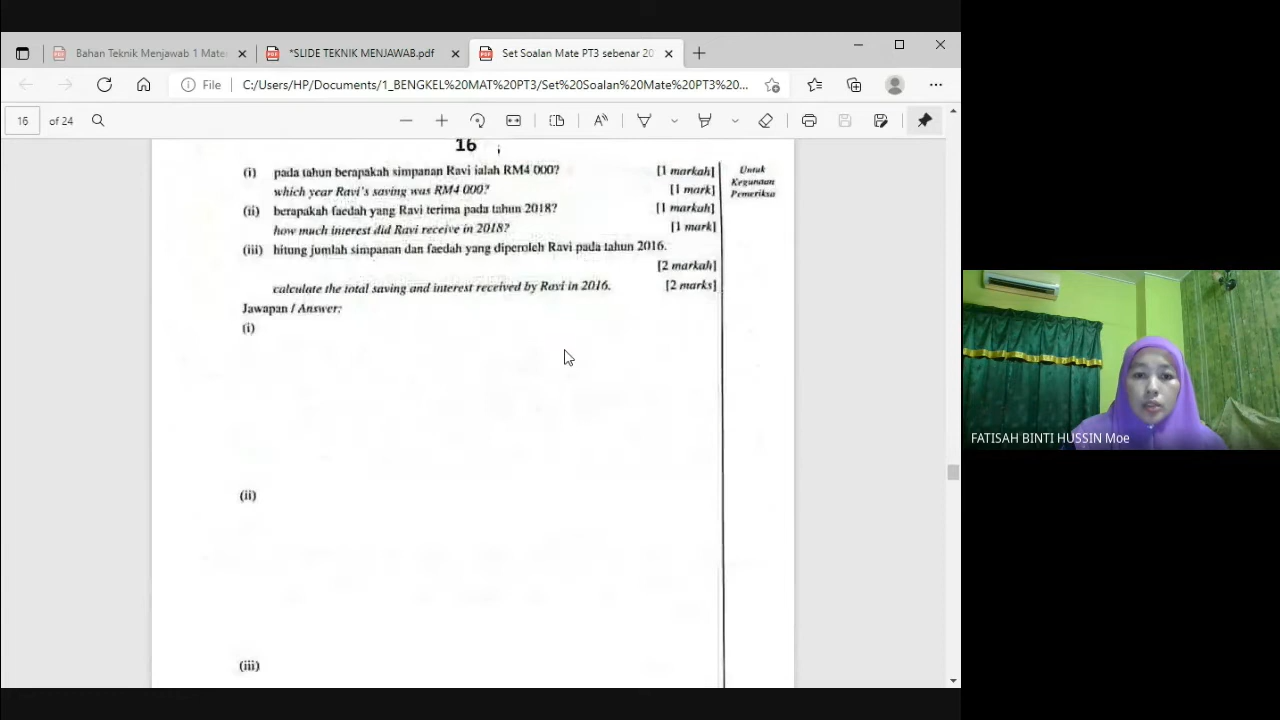 Bahan Teknik Menjawab 1 Mate
*SLIDE TEKNIK MENJAWAB.pdf
Set Soalan Mate PT3 sebenar 20
File
C:/Users/HP/Documents/1_BENGKEL%20MAT%20PT3/Set%20Soalan%20Mate%20PT3%20...
16 of 24
16
(i) pada tahun berapakah simpanan Ravi ialah RM4 000? [1 markah]
which year Ravi's saving was RM4 000? [1 mark]
(ii) berapakah faedah yang Ravi terima pada tahun 2018? [1 markah]
how much interest did Ravi receive in 2018? [1 mark]
(iii) hitung jumlah simpanan dan faedah yang diperoleh Ravi pada tahun 2016.
[2 markah]
calculate the total saving and interest received by Ravi in 2016. [2 marks]
Jawapan / Answer:
(i)
(ii)
(iii)
Untuk
Kegunaan
Pemeriksa
FATISAH BINTI HUSSIN Moe